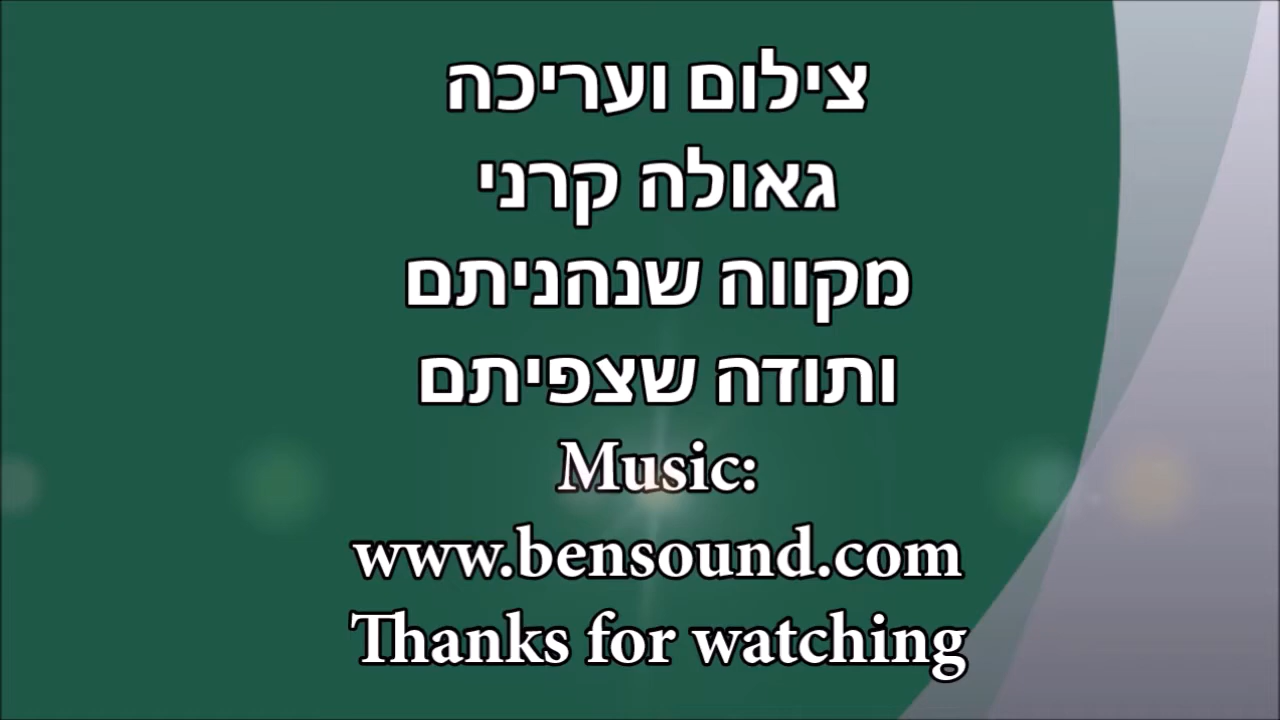 צילום ועריכה
גאולה קרני
מקווה שנהניתם
ותודה שצפיתם
Music:
www.bensound.com
Thanks for watching